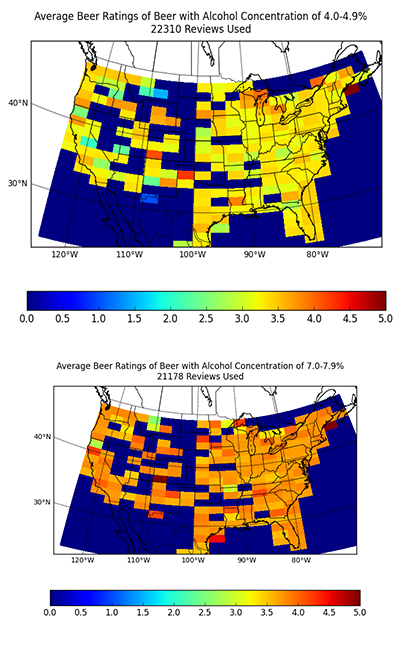 Average Beer Ratings of Beer with Alcohol Concentration of 4.0-4.9%
22310 Reviews Used
40°N
30°N
120°W 110°W 100°W 90°W 80°W
0.0 0.5 1.0 1.5 2.0 2.5 3.0 3.5 4.0 4.5 5.0
Average Beer Ratings of Beer with Alcohol Concentration of 7.0-7.9%
21178 Reviews Used
40°N
30°N
120°W 110°W 100°W 90°W 80°W
0.0 0.5 1.0 1.5 2.0 2.5 3.0 3.5 4.0 4.5 5.0